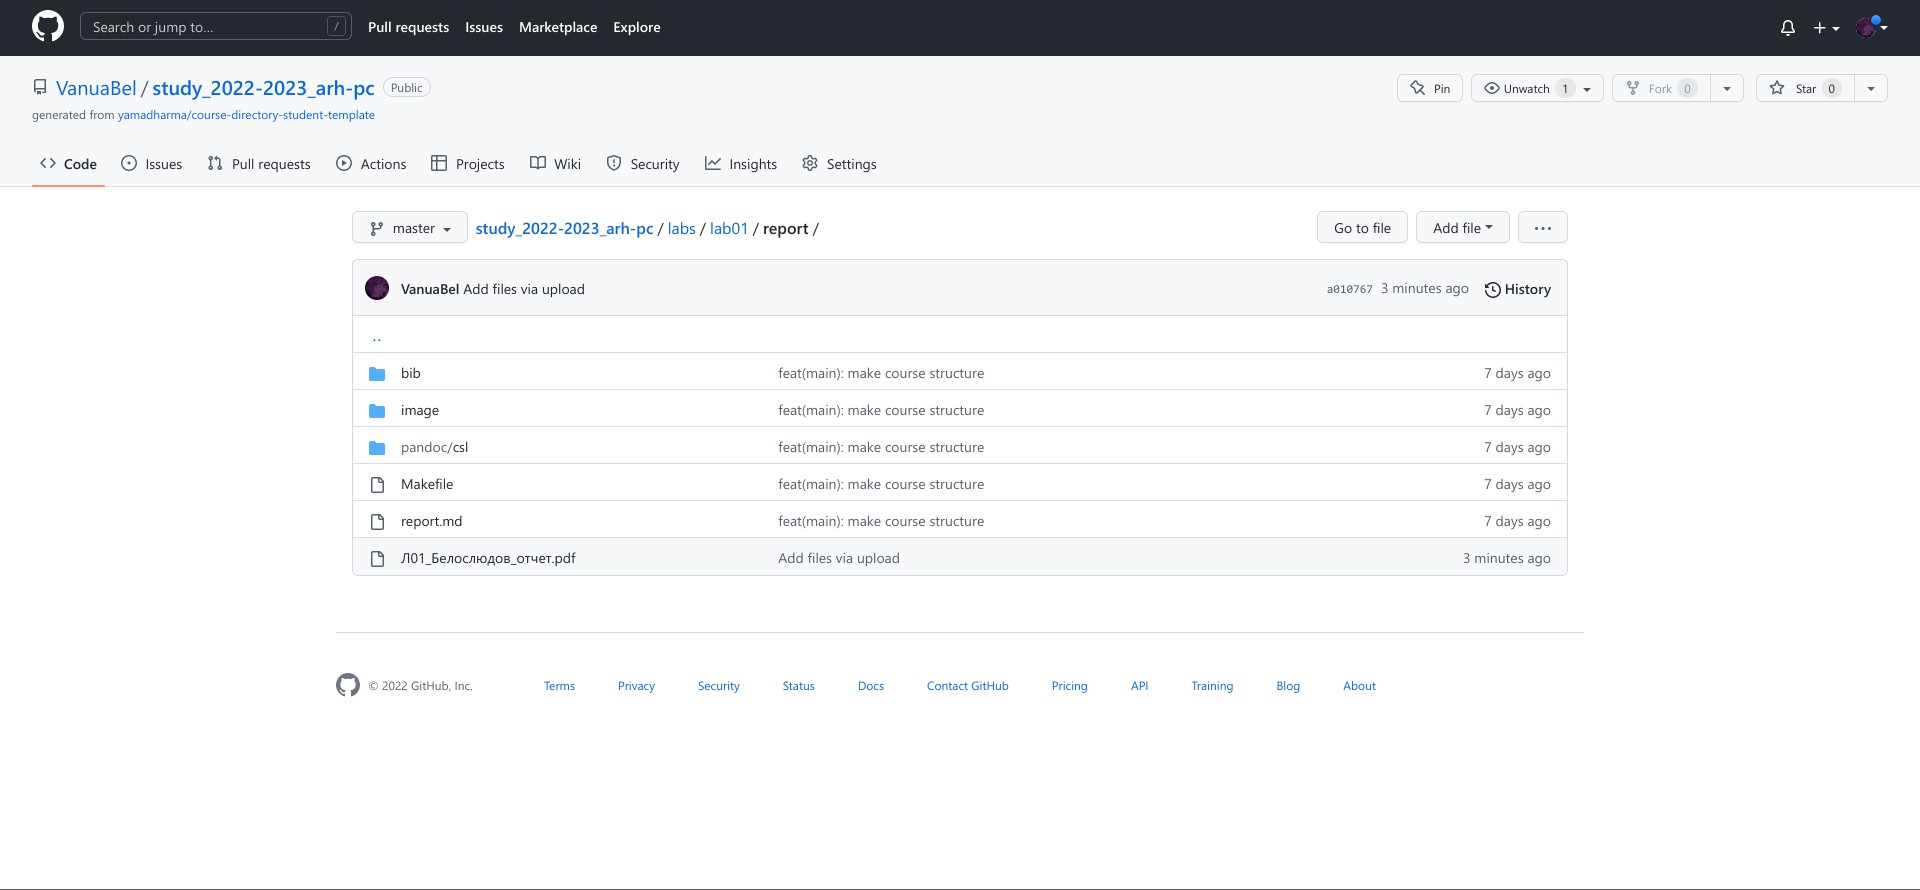 Search or jump to... / Pull requests Issues Marketplace Explore
VanuaBel / study_2022-2023_arh-pc Public Pin Unwatch 1 Fork 0 Star 0
generated from yamadharma/course-directory-student-template
Code Issues Pull requests Actions Projects Wiki Security Insights Settings
master study_2022-2023_arh-pc / labs / lab01 / report / Go to file Add file ...
VanuaBel Add files via upload a010767 3 minutes ago History
..
bib feat(main): make course structure 7 days ago
image feat(main): make course structure 7 days ago
pandoc/csl feat(main): make course structure 7 days ago
Makefile feat(main): make course structure 7 days ago
report.md feat(main): make course structure 7 days ago
Л01_Белослюдов_отчет.pdf Add files via upload 3 minutes ago
© 2022 GitHub, Inc. Terms Privacy Security Status Docs Contact GitHub Pricing API Training Blog About